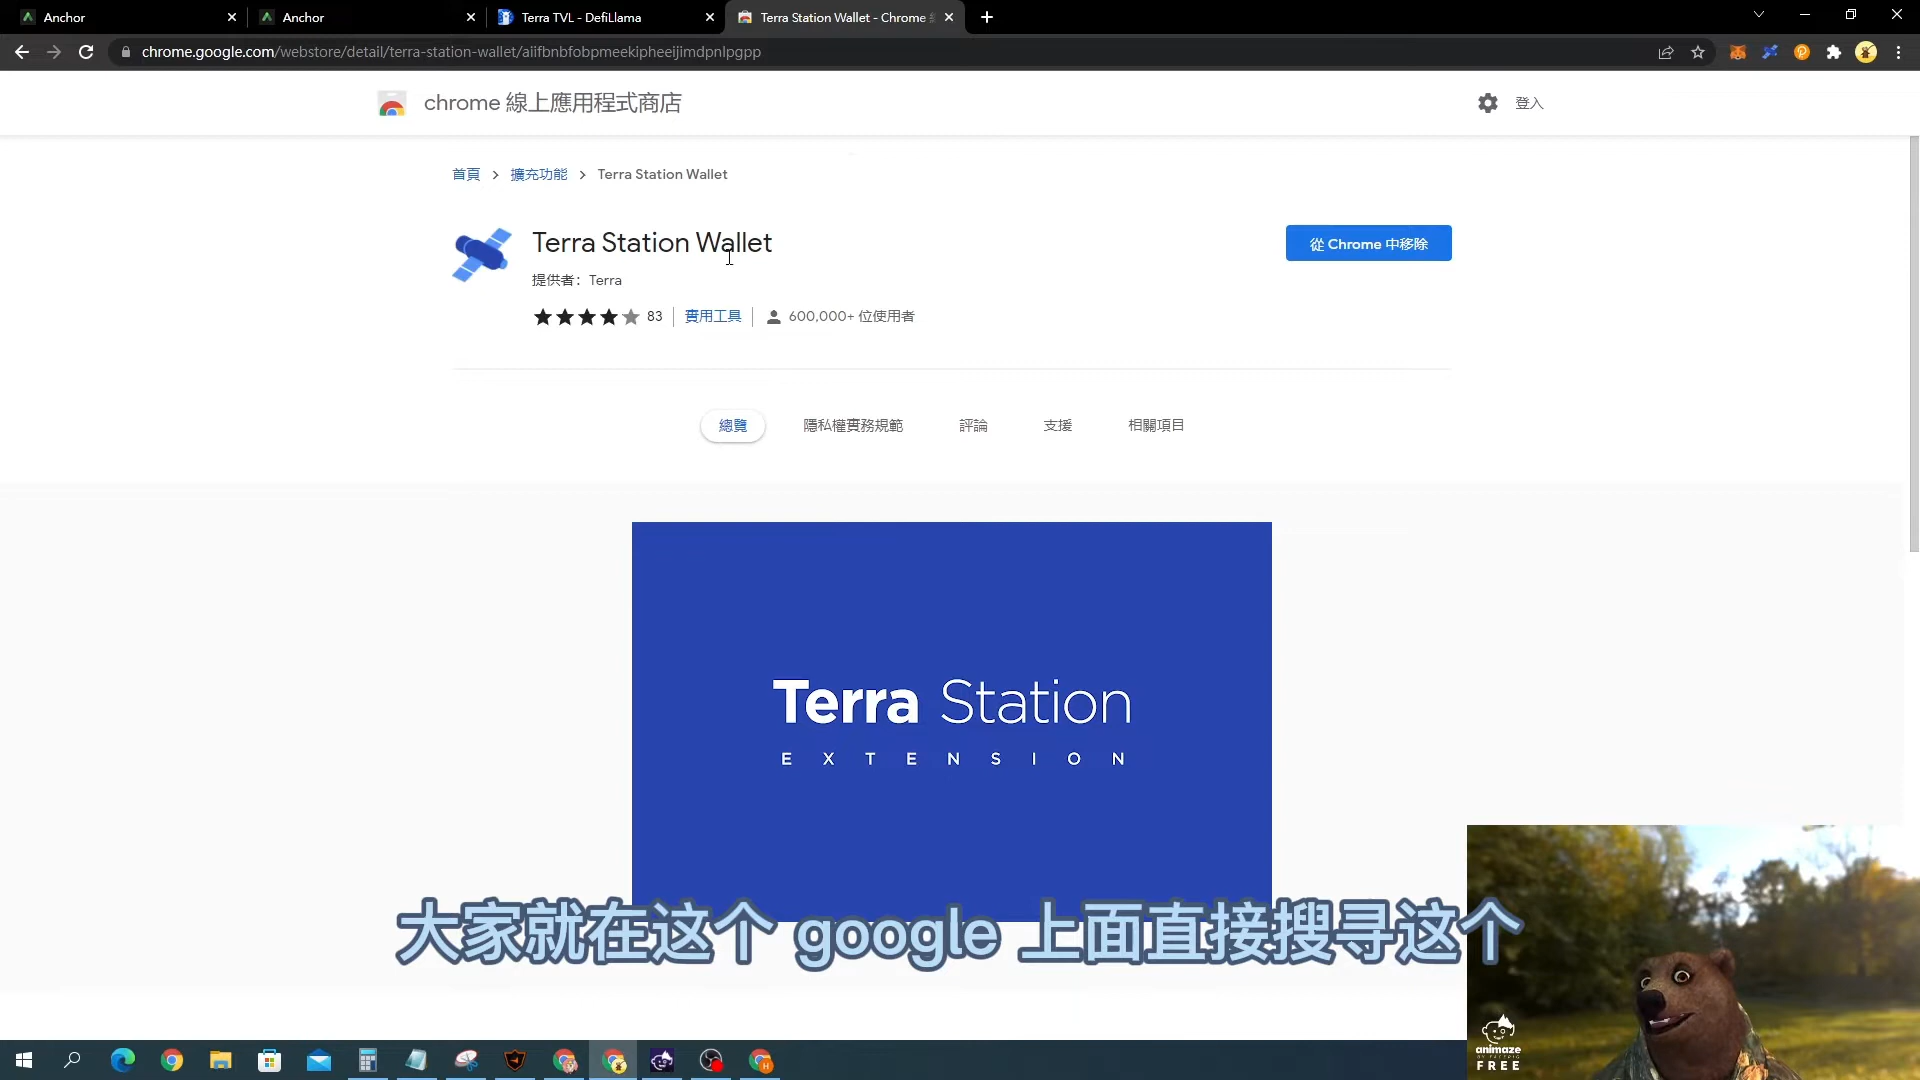 Anchor
Anchor
Terra TVL - DefiLlama
Terra Station Wallet - Chrome
chrome.google.com/webstore/detail/terra-station-wallet/aiifbnbfobpmeekipheeijimdpnlpgpp
chrome 線上應用程式商店
登入
首頁 > 擴充功能 > Terra Station Wallet
Terra Station Wallet
從 Chrome 中移除
提供者： Terra
83 實用工具 600,000+ 位使用者
總覽 隱私權實務規範 評論 支援 相關項目
Terra Station
EXTENSION
大家就在这个 google 上面直接搜寻这个
animaze
BY FACERIG
FREE